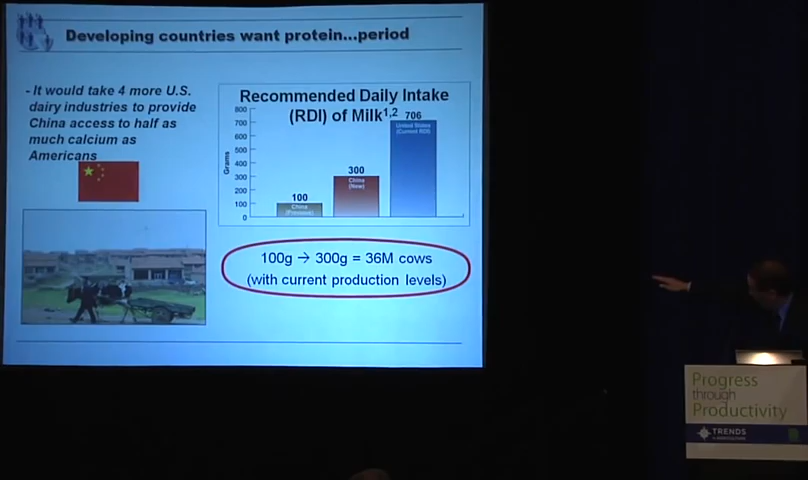 Developing countries want protein...period
- It would take 4 more U.S.
dairy industries to provide
China access to half as
much calcium as
Americans
Recommended Daily Intake
(RDI) of Milk1,2
Grams
800
700
600
500
400
300
200
100
0
100
China
(Previous)
300
China
(New)
706
United States
(Current RDI)
100g → 300g = 36M cows
(with current production levels)
Progress
through
Productivity
TRENDS